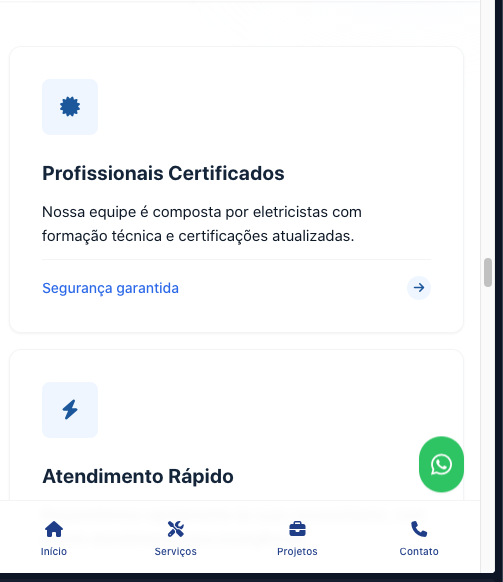 Profissionais Certificados
Nossa equipe é composta por eletricistas com
formação técnica e certificações atualizadas.
Segurança garantida
Atendimento Rápido
Início
Serviços
Projetos
Contato